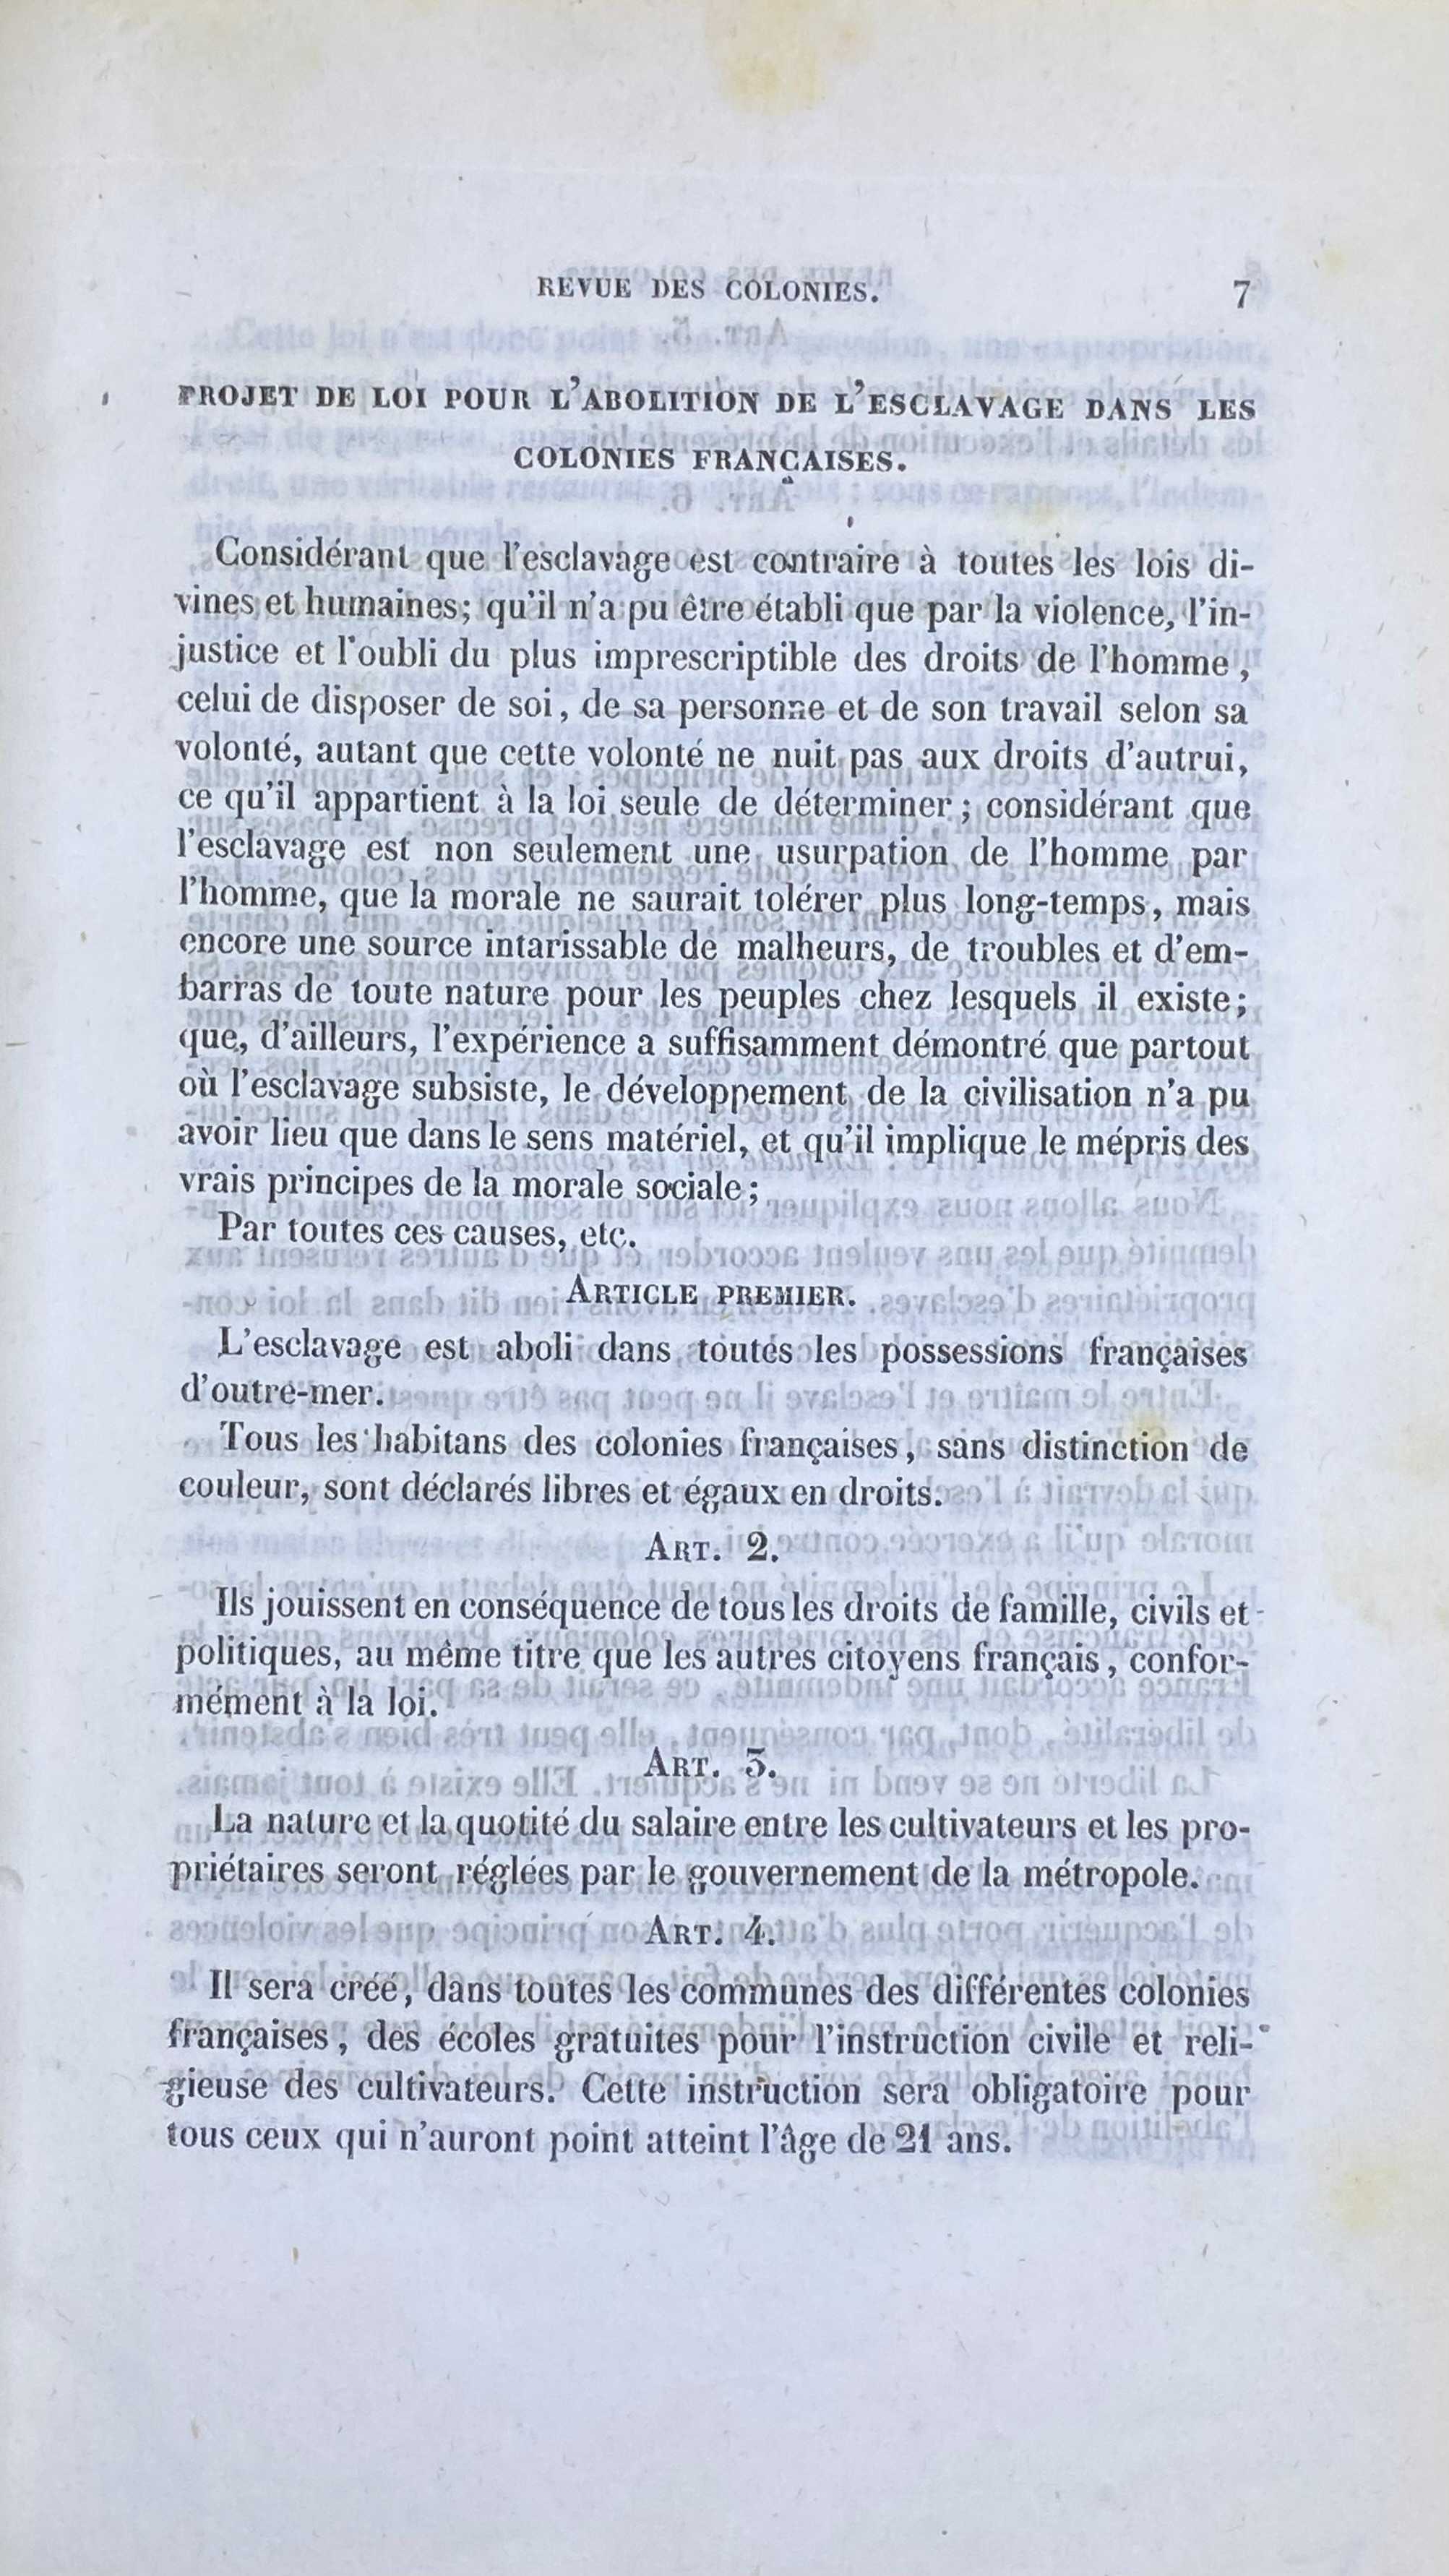 REVUE DES COLONIES. 7
PROJET DE LOI POUR L'ABOLITION DE L'ESCLAVAGE DANS LES
COLONIES FRANÇAISES.
Considérant que l'esclavage est contraire à toutes les lois di-
vines et humaines; qu'il n'a pu être établi que par la violence, l'in-
justice et l'oubli du plus imprescriptible des droits de l'homme,
celui de disposer de soi, de sa personne et de son travail selon sa
volonté, autant que cette volonté ne nuit pas aux droits d'autrui,
ce qu'il appartient à la loi seule de déterminer; considérant que
l'esclavage est non seulement une usurpation de l'homme par
l'homme, que la morale ne saurait tolérer plus long-temps, mais
encore une source intarissable de malheurs, de troubles et d'em-
barras de toute nature pour les peuples chez lesquels il existe;
que, d'ailleurs, l'expérience a suffisamment démontré que partout
où l'esclavage subsiste, le développement de la civilisation n'a pu
avoir lieu que dans le sens matériel, et qu'il implique le mépris des
vrais principes de la morale sociale;
Par toutes ces causes, etc.
ARTICLE PREMIER.
L'esclavage est aboli dans toutes les possessions françaises
d'outre-mer.
Tous les habitans des colonies françaises, sans distinction de
couleur, sont déclarés libres et égaux en droits.
ART. 2.
Ils jouissent en conséquence de tous les droits de famille, civils et
politiques, au même titre que les autres citoyens français, confor-
mément à la loi.
ART. 3.
La nature et la quotité du salaire entre les cultivateurs et les pro-
priétaires seront réglées par le gouvernement de la métropole.
ART. 4.
Il sera créé, dans toutes les communes des différentes colonies
françaises, des écoles gratuites pour l'instruction civile et reli-
gieuse des cultivateurs. Cette instruction sera obligatoire pour
tous ceux qui n'auront point atteint l'âge de 21 ans.